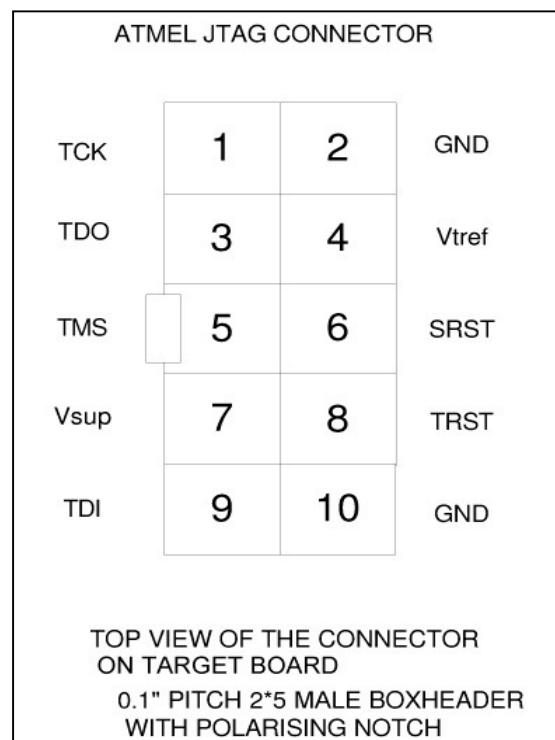 ATMEL JTAG CONNECTOR
TCK 1 2 GND
TDO 3 4 Vtref
TMS 5 6 SRST
Vsup 7 8 TRST
TDI 9 10 GND
TOP VIEW OF THE CONNECTOR
ON TARGET BOARD
0.1" PITCH 2*5 MALE BOXHEADER
WITH POLARISING NOTCH